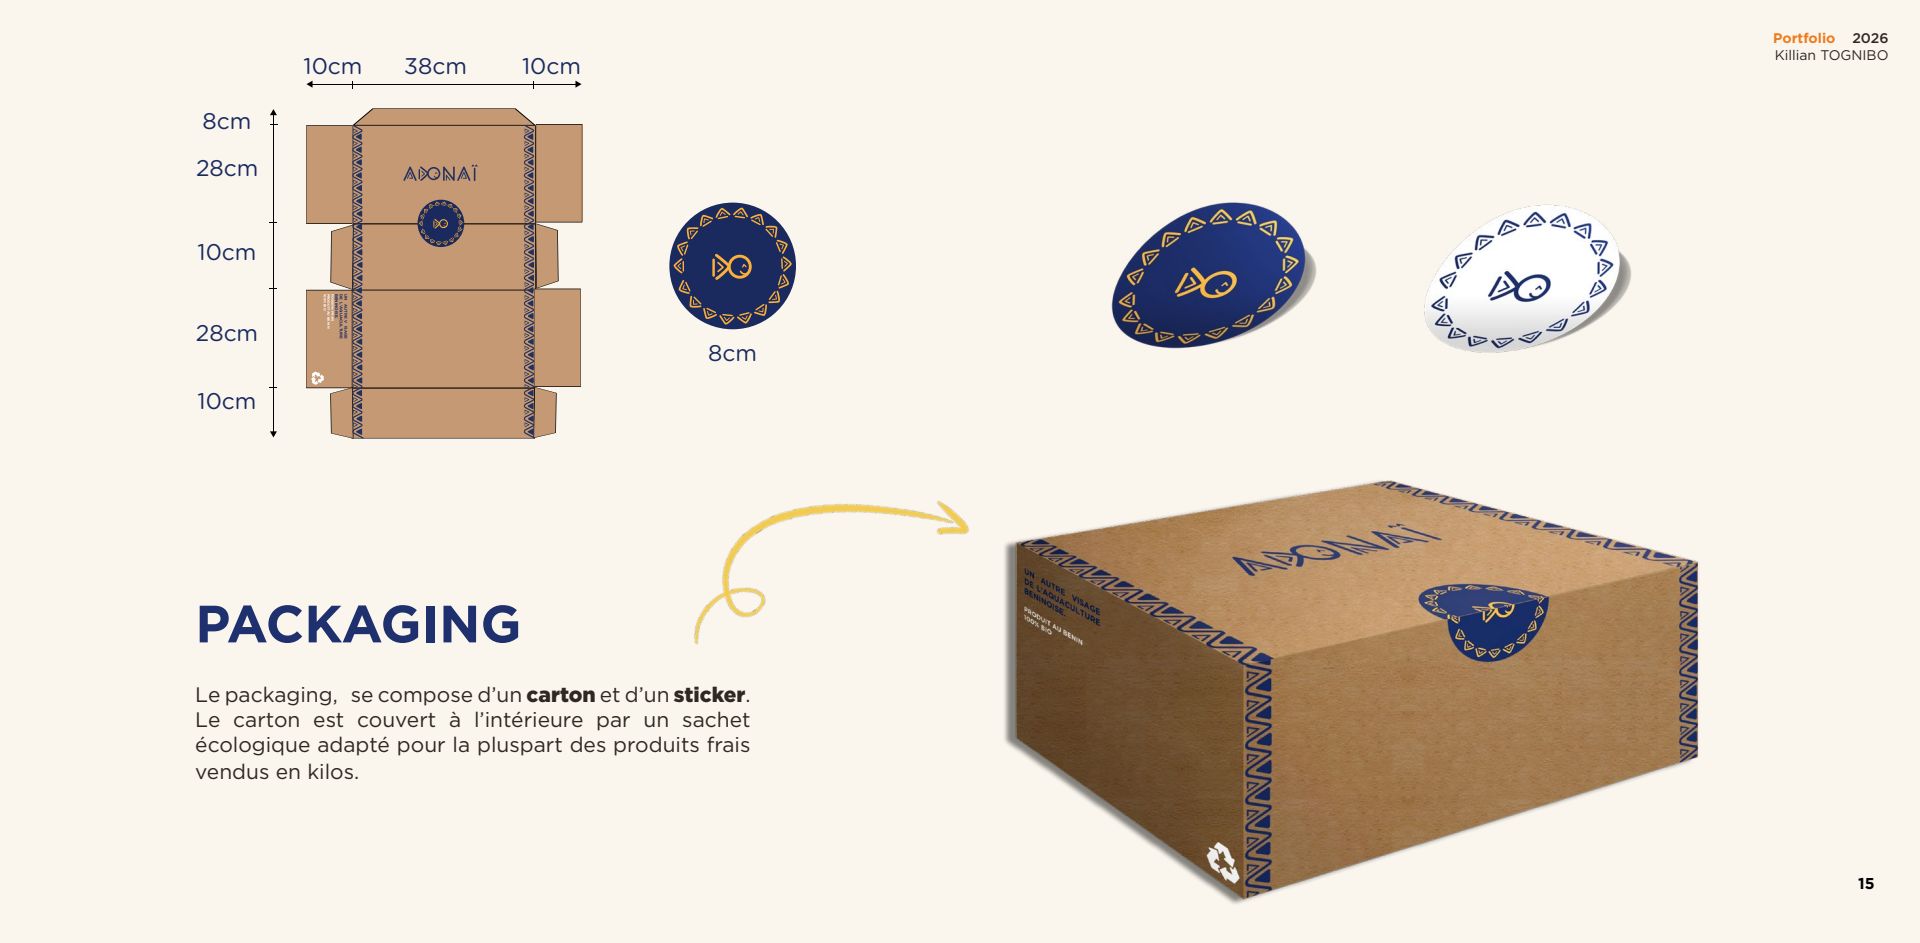 Portfolio 2026
Killian TOGNIBO
10cm 38cm 10cm
8cm
28cm
10cm
28cm
10cm
ADONAÏ
8cm
PACKAGING
Le packaging, se compose d’un carton et d’un sticker.
Le carton est couvert à l’intérieure par un sachet
écologique adapté pour la pluspart des produits frais
vendus en kilos.
ADONAÏ
UN AUTRE VISAGE
DE L'AQUACULTURE
BENINOISE
PRODUIT AU BENIN
100% BIO
15